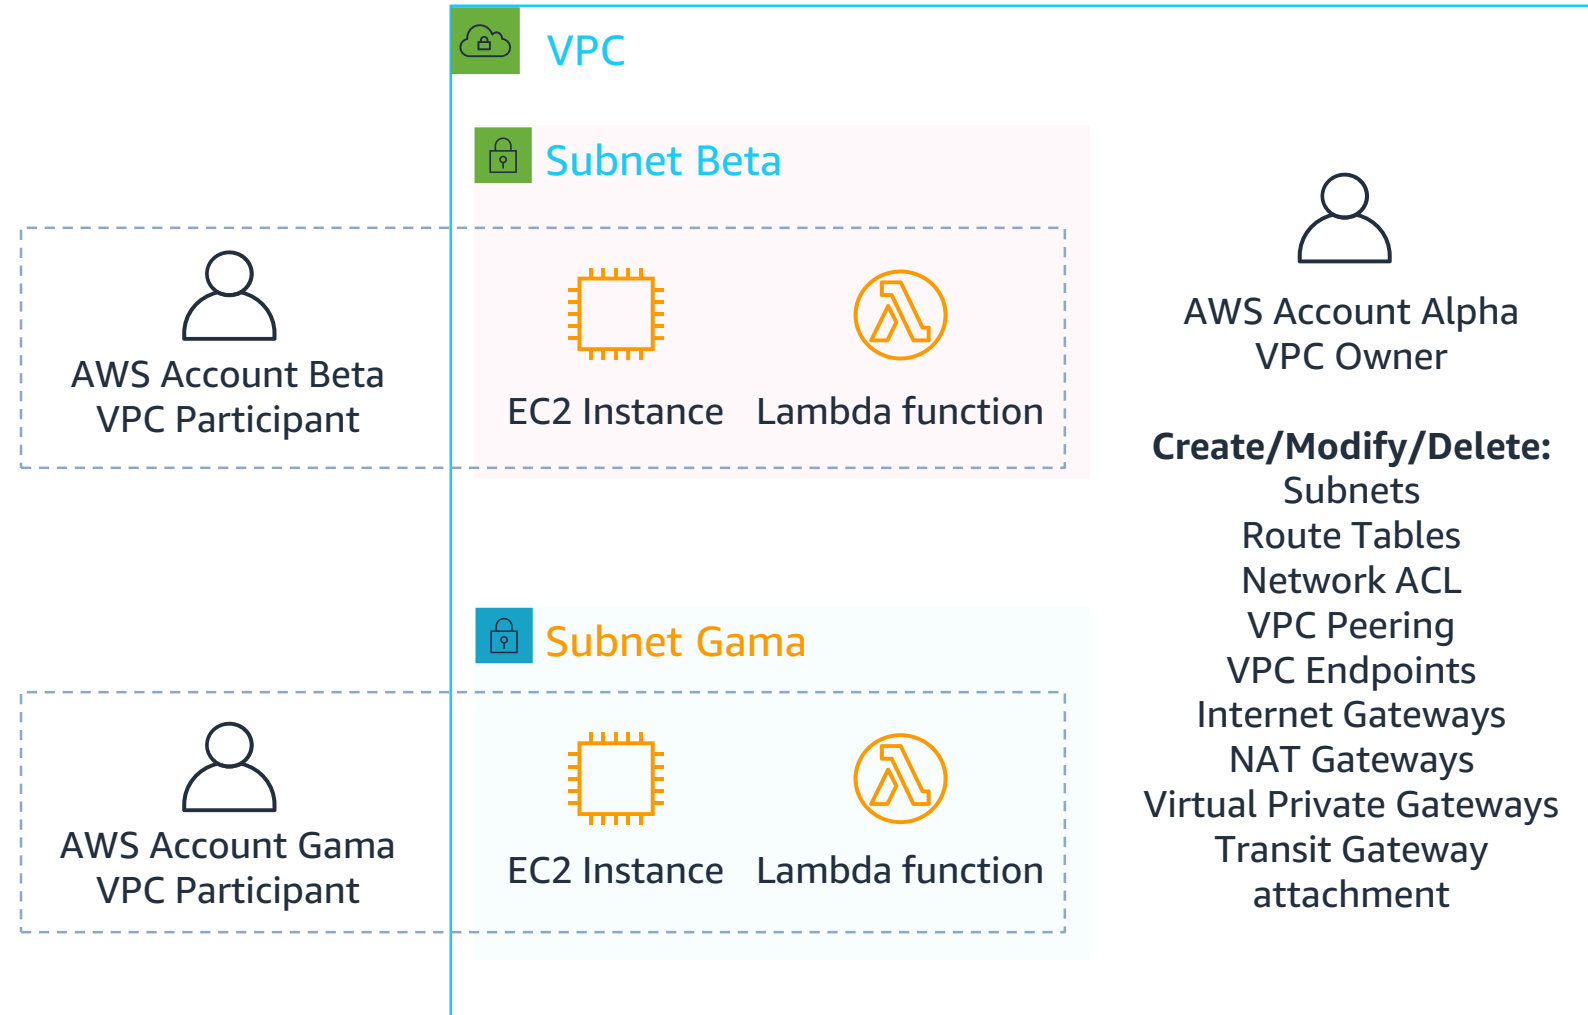 VPC
Subnet Beta
AWS Account Beta
VPC Participant
EC2 Instance
Lambda function
Subnet Gama
AWS Account Gama
VPC Participant
EC2 Instance
Lambda function
AWS Account Alpha
VPC Owner
Create/Modify/Delete:
Subnets
Route Tables
Network ACL
VPC Peering
VPC Endpoints
Internet Gateways
NAT Gateways
Virtual Private Gateways
Transit Gateway
attachment